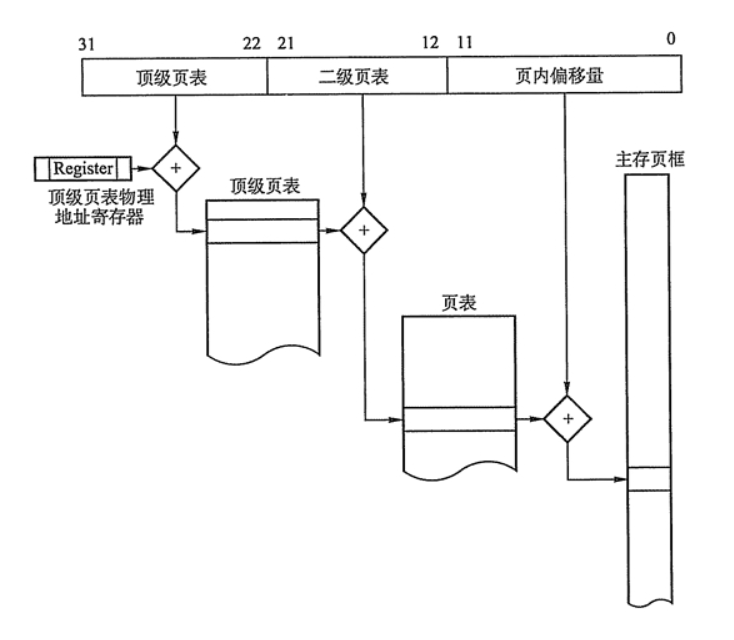 31 22 21 12 11 0
顶级页表 二级页表 页内偏移量
+
Register
顶级页表物理
地址寄存器
顶级页表
+
主存页框
页表
+